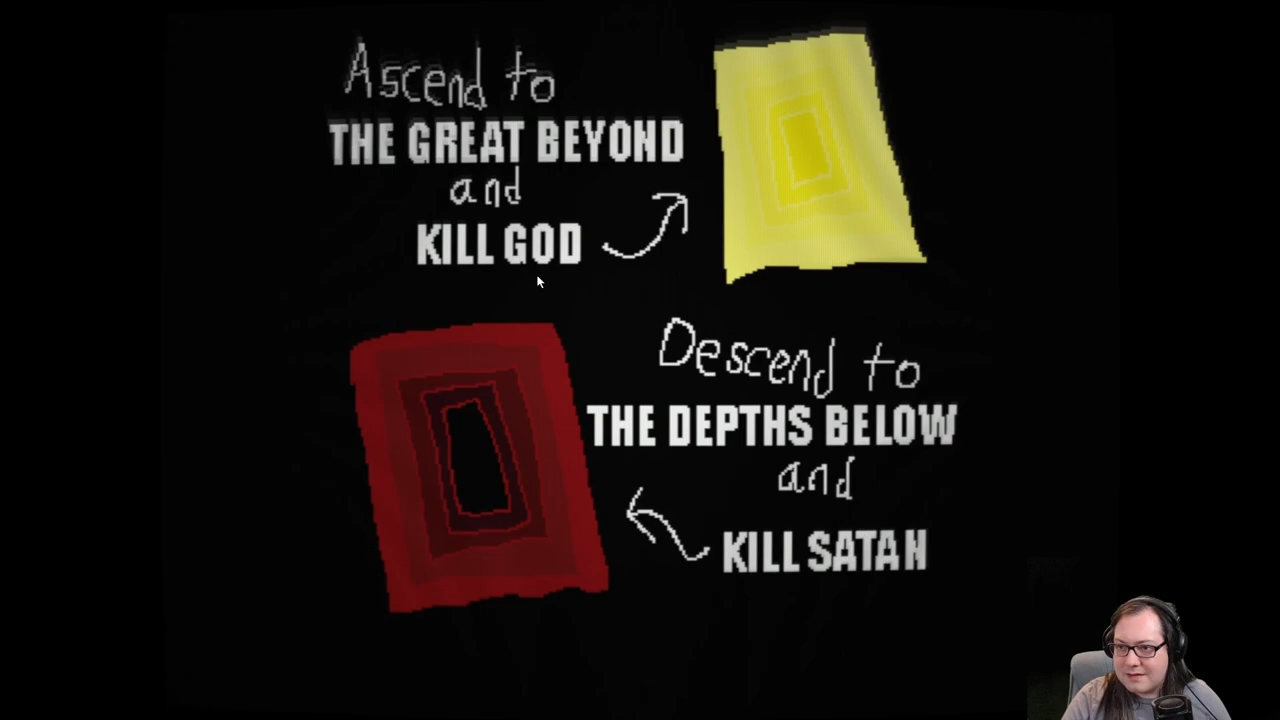 Ascend to
THE GREAT BEYOND
and
KILL GOD
Descend to
THE DEPTHS BELOW
and
KILL SATAN